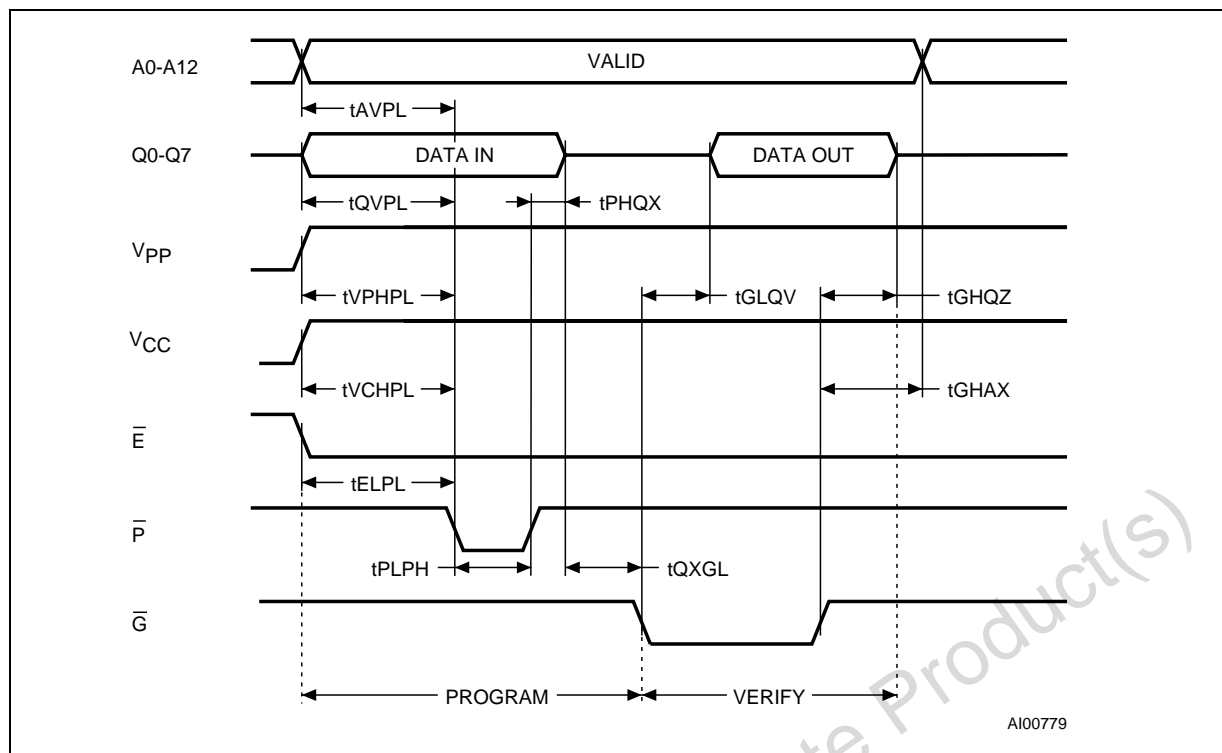 A0-A12
VALID
tAVPL
Q0-Q7
DATA IN
DATA OUT
tQVPL
tPHQX
VPP
tVPHPL
tGLQV
tGHQZ
VCC
tVCHPL
tGHAX
E
tELPL
P
tPLPH
tQXGL
G
PROGRAM
VERIFY
AI00779
te Product(s)